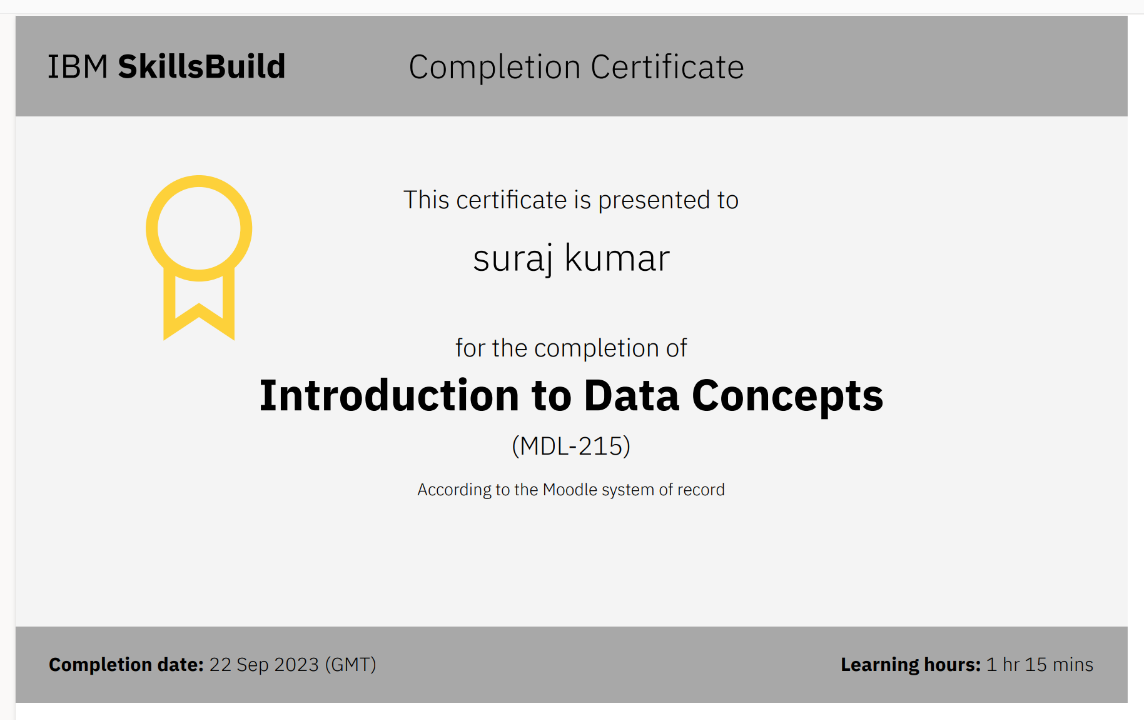 IBM SkillsBuild Completion Certificate
This certificate is presented to
suraj kumar
for the completion of
Introduction to Data Concepts
(MDL-215)
According to the Moodle system of record
Completion date: 22 Sep 2023 (GMT) Learning hours: 1 hr 15 mins